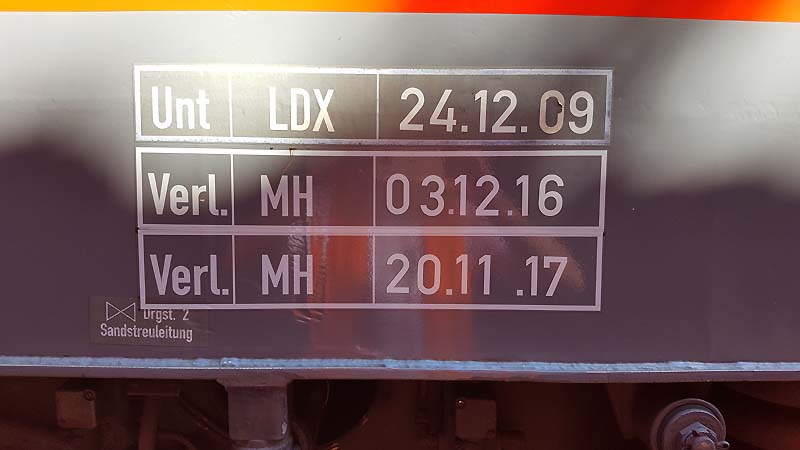 Unt LDX 24.12.09
Verl. MH 03.12.16
Verl. MH 20.11.17
Drgst. 2
Sandstreuleitung